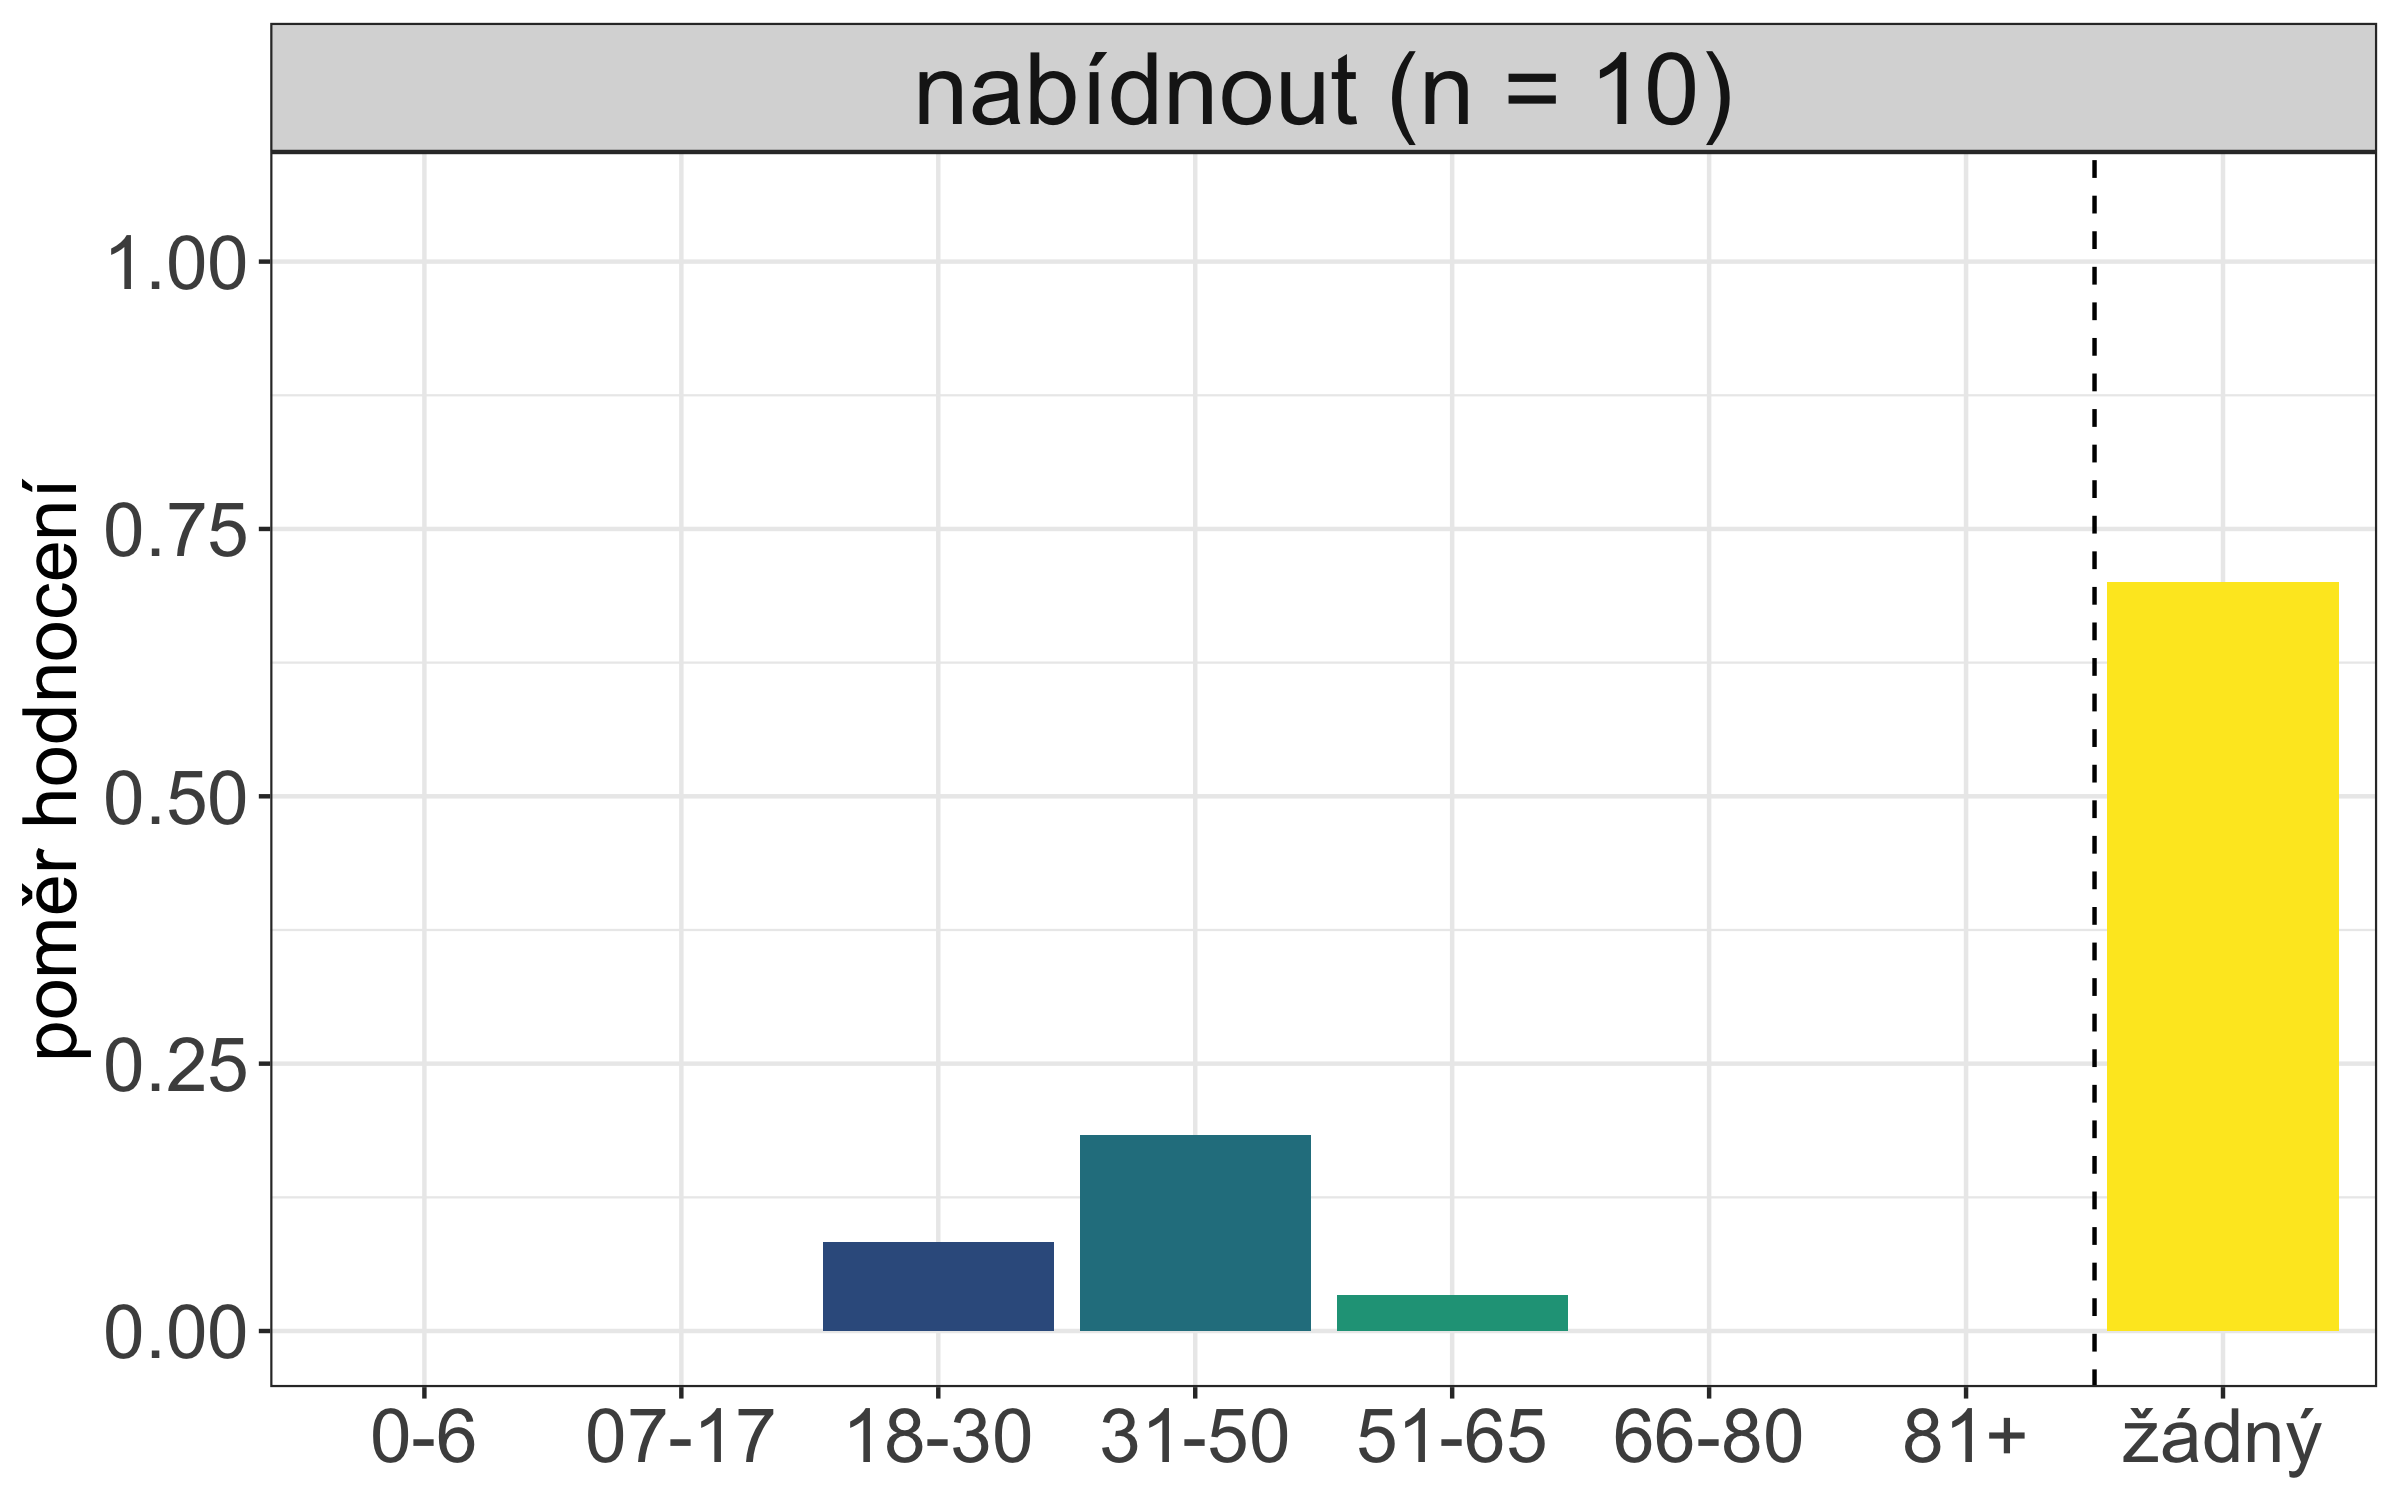 nabídnout (n = 10)
poměr hodnocení
1.00
0.75
0.50
0.25
0.00
0-6 07-17 18-30 31-50 51-65 66-80 81+ žádný